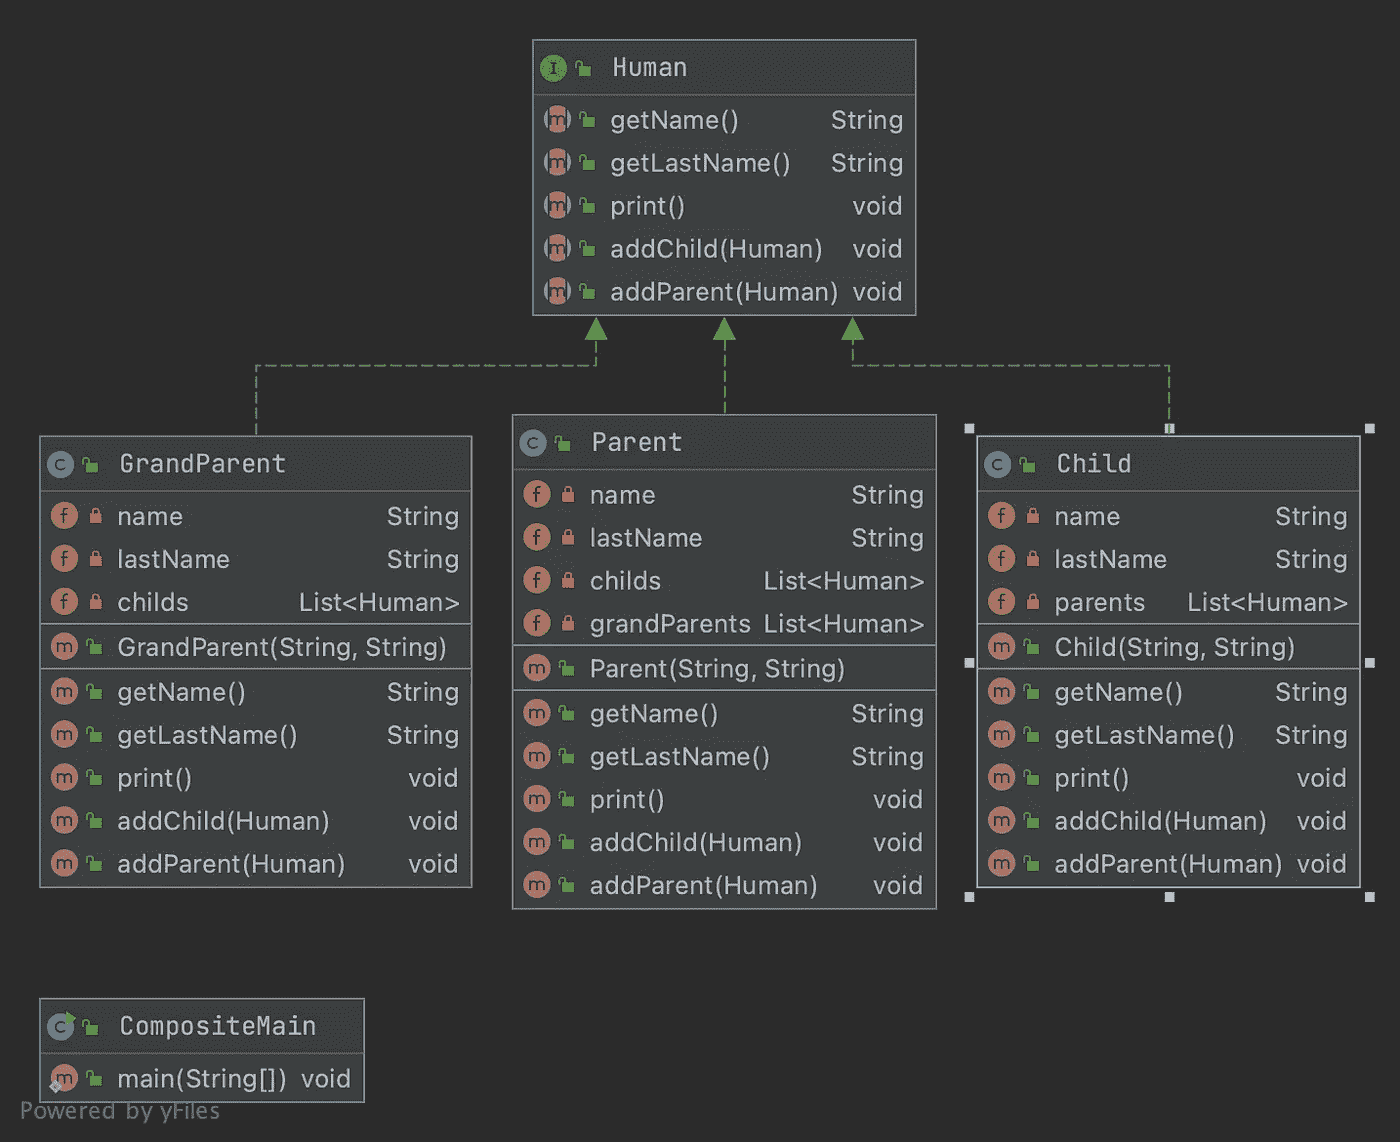 Human
getName() String
getLastName() String
print() void
addChild(Human) void
addParent(Human) void
GrandParent
name String
lastName String
childs List<Human>
GrandParent(String, String)
getName() String
getLastName() String
print() void
addChild(Human) void
addParent(Human) void
Parent
name String
lastName String
childs List<Human>
grandParents List<Human>
Parent(String, String)
getName() String
getLastName() String
print() void
addChild(Human) void
addParent(Human) void
Child
name String
lastName String
parents List<Human>
Child(String, String)
getName() String
getLastName() String
print() void
addChild(Human) void
addParent(Human) void
CompositeMain
main(String[]) void
Powered by yFiles